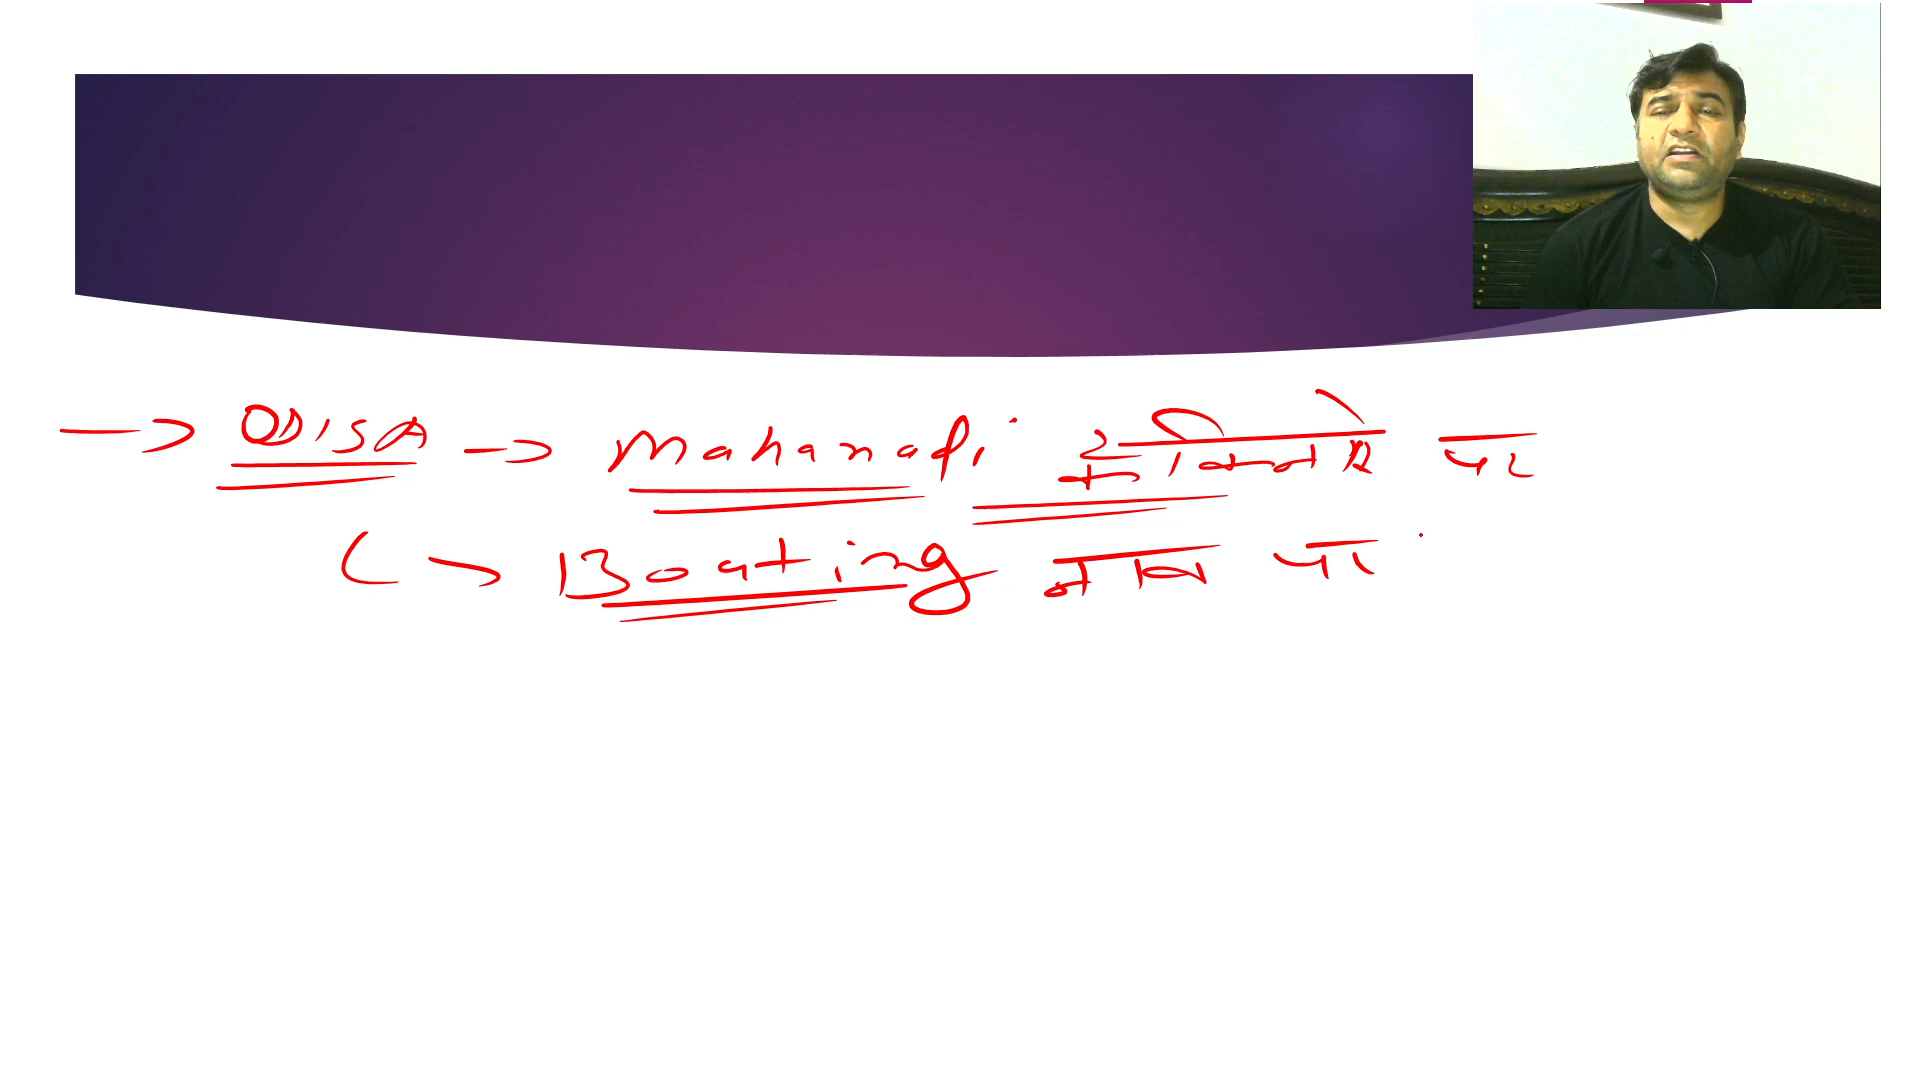 → ODISA → Mahanadi के किनारे पर
↳ Boating नाव पर